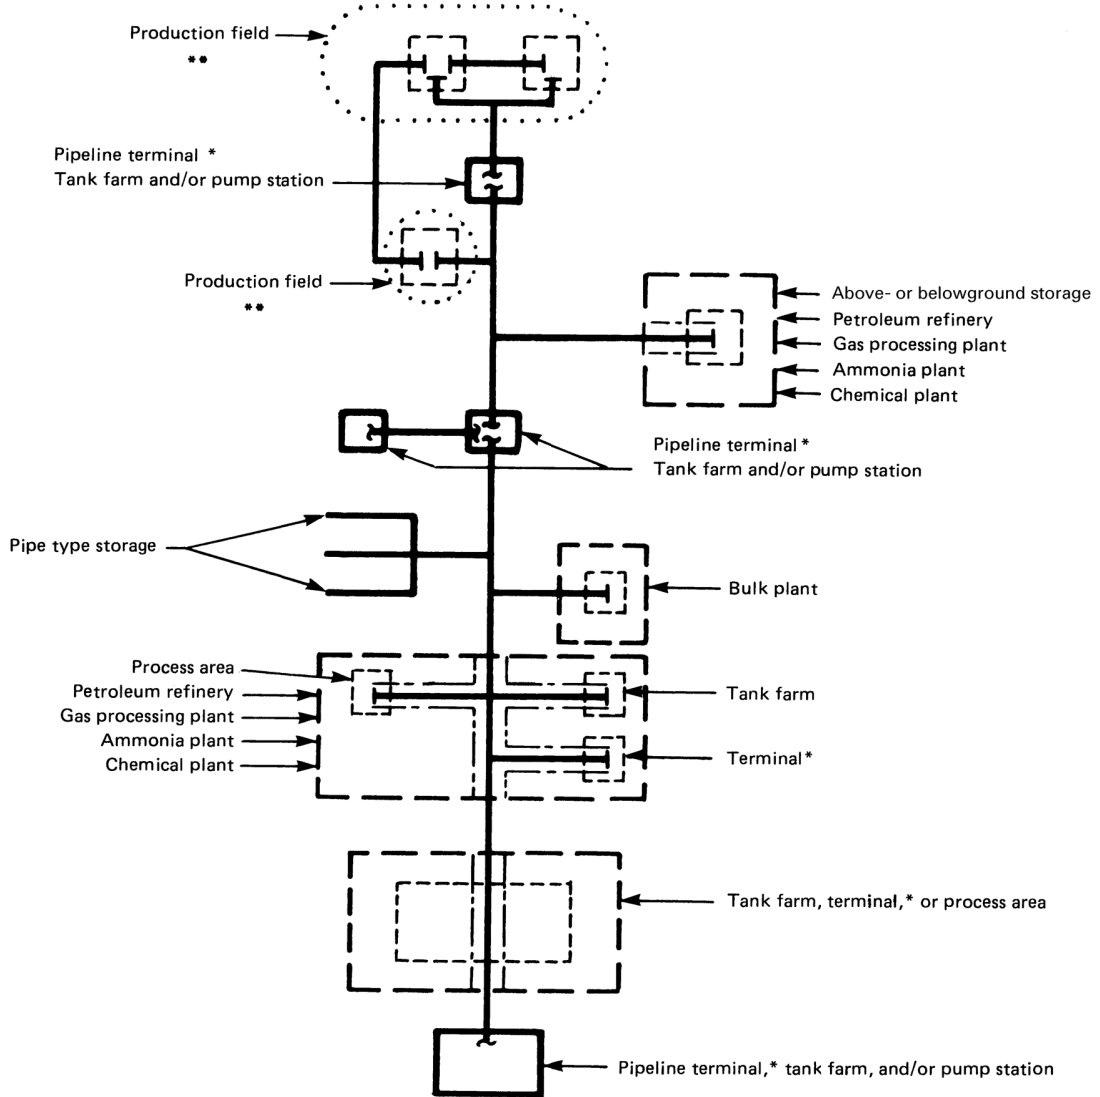 Production field
**
Pipeline terminal *
Tank farm and/or pump station
Production field
**
Above- or belowground storage
Petroleum refinery
Gas processing plant
Ammonia plant
Chemical plant
Pipeline terminal*
Tank farm and/or pump station
Pipe type storage
Bulk plant
Process area
Petroleum refinery
Gas processing plant
Ammonia plant
Chemical plant
Tank farm
Terminal*
Tank farm, terminal,* or process area
Pipeline terminal,* tank farm, and/or pump station